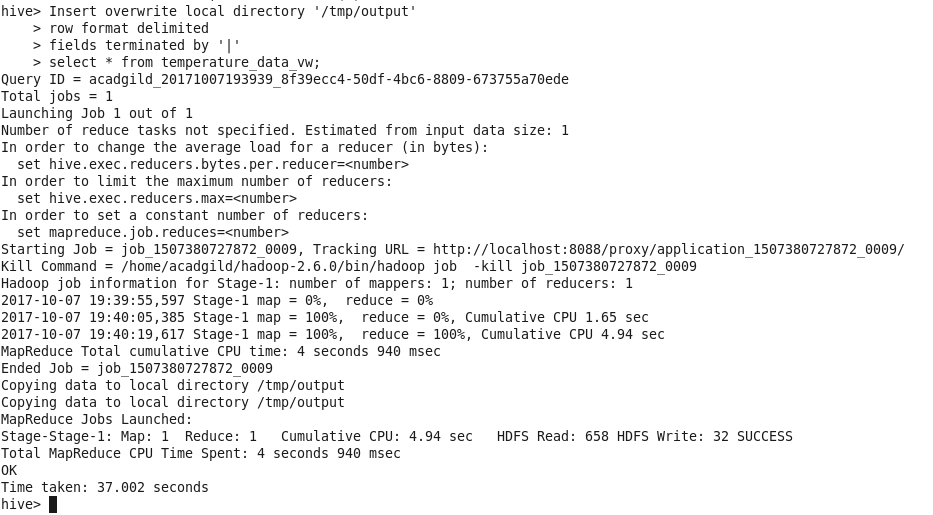 hive> Insert overwrite local directory '/tmp/output'
    > row format delimited
    > fields terminated by '|'
    > select * from temperature_data_vw;
Query ID = acadgild_20171007193939_8f39ecc4-50df-4bc6-8809-673755a70ede
Total jobs = 1
Launching Job 1 out of 1
Number of reduce tasks not specified. Estimated from input data size: 1
In order to change the average load for a reducer (in bytes):
  set hive.exec.reducers.bytes.per.reducer=<number>
In order to limit the maximum number of reducers:
  set hive.exec.reducers.max=<number>
In order to set a constant number of reducers:
  set mapreduce.job.reduces=<number>
Starting Job = job_1507380727872_0009, Tracking URL = http://localhost:8088/proxy/application_1507380727872_0009/
Kill Command = /home/acadgild/hadoop-2.6.0/bin/hadoop job  -kill job_1507380727872_0009
Hadoop job information for Stage-1: number of mappers: 1; number of reducers: 1
2017-10-07 19:39:55,597 Stage-1 map = 0%,  reduce = 0%
2017-10-07 19:40:05,385 Stage-1 map = 100%,  reduce = 0%, Cumulative CPU 1.65 sec
2017-10-07 19:40:19,617 Stage-1 map = 100%,  reduce = 100%, Cumulative CPU 4.94 sec
MapReduce Total cumulative CPU time: 4 seconds 940 msec
Ended Job = job_1507380727872_0009
Copying data to local directory /tmp/output
Copying data to local directory /tmp/output
MapReduce Jobs Launched:
Stage-Stage-1: Map: 1  Reduce: 1   Cumulative CPU: 4.94 sec   HDFS Read: 658 HDFS Write: 32 SUCCESS
Total MapReduce CPU Time Spent: 4 seconds 940 msec
OK
Time taken: 37.002 seconds
hive>